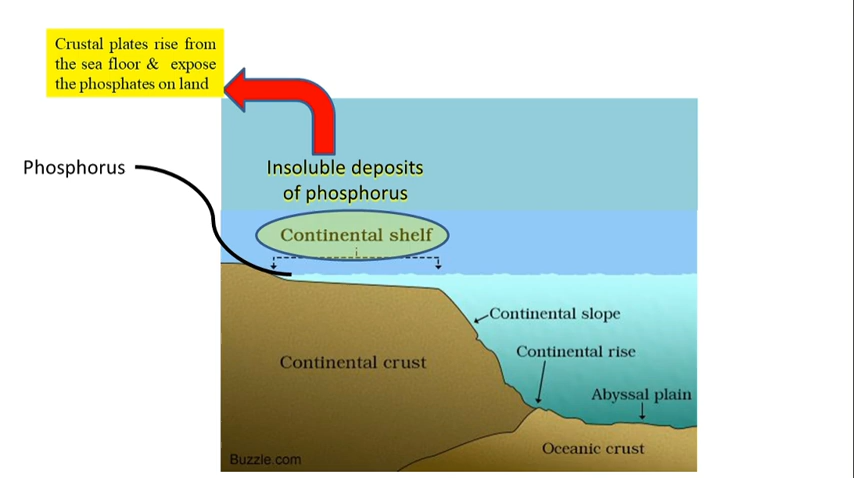 Crustal plates rise from
the sea floor & expose
the phosphates on land
Phosphorus
Insoluble deposits
of phosphorus
Continental shelf
Continental slope
Continental rise
Continental crust
Abyssal plain
Oceanic crust
Buzzle.com